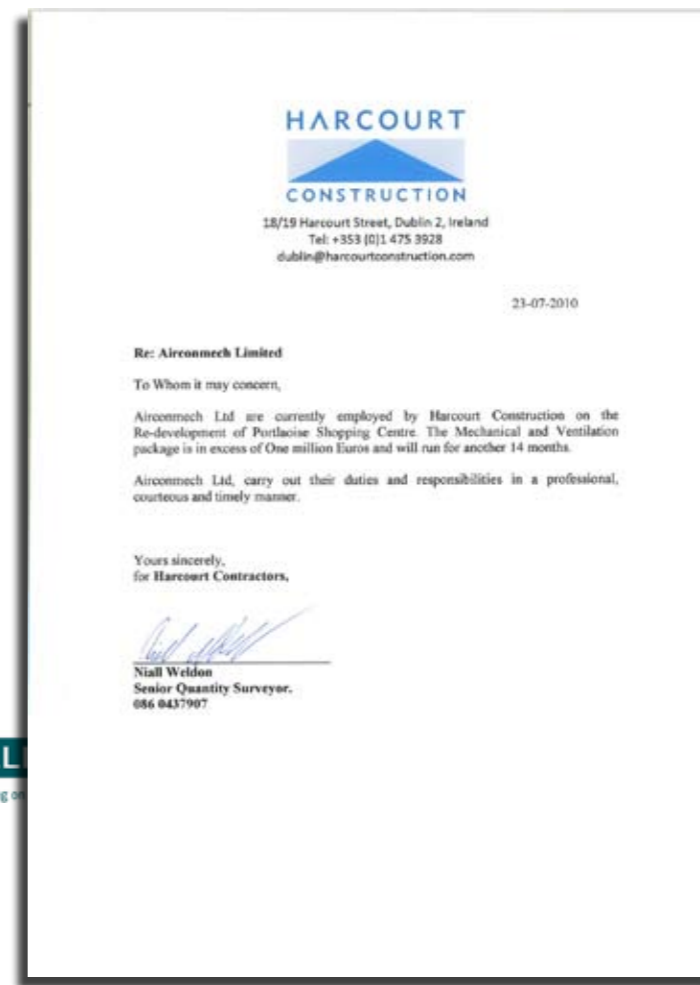 HARCOURT
CONSTRUCTION
18/19 Harcourt Street, Dublin 2, Ireland
Tel: +353 (0)1 475 3928
dublin@harcourtconstruction.com
23-07-2010
Re: Airconmech Limited
To Whom it may concern,
Airconmech Ltd are currently employed by Harcourt Construction on the
Re-development of Portlaoise Shopping Centre. The Mechanical and Ventilation
package is in excess of One million Euros and will run for another 14 months.
Airconmech Ltd, carry out their duties and responsibilities in a professional,
courteous and timely manner.
Yours sincerely,
for Harcourt Contractors,
Niall Weldon
Senior Quantity Surveyor.
086 0437907
L
g on